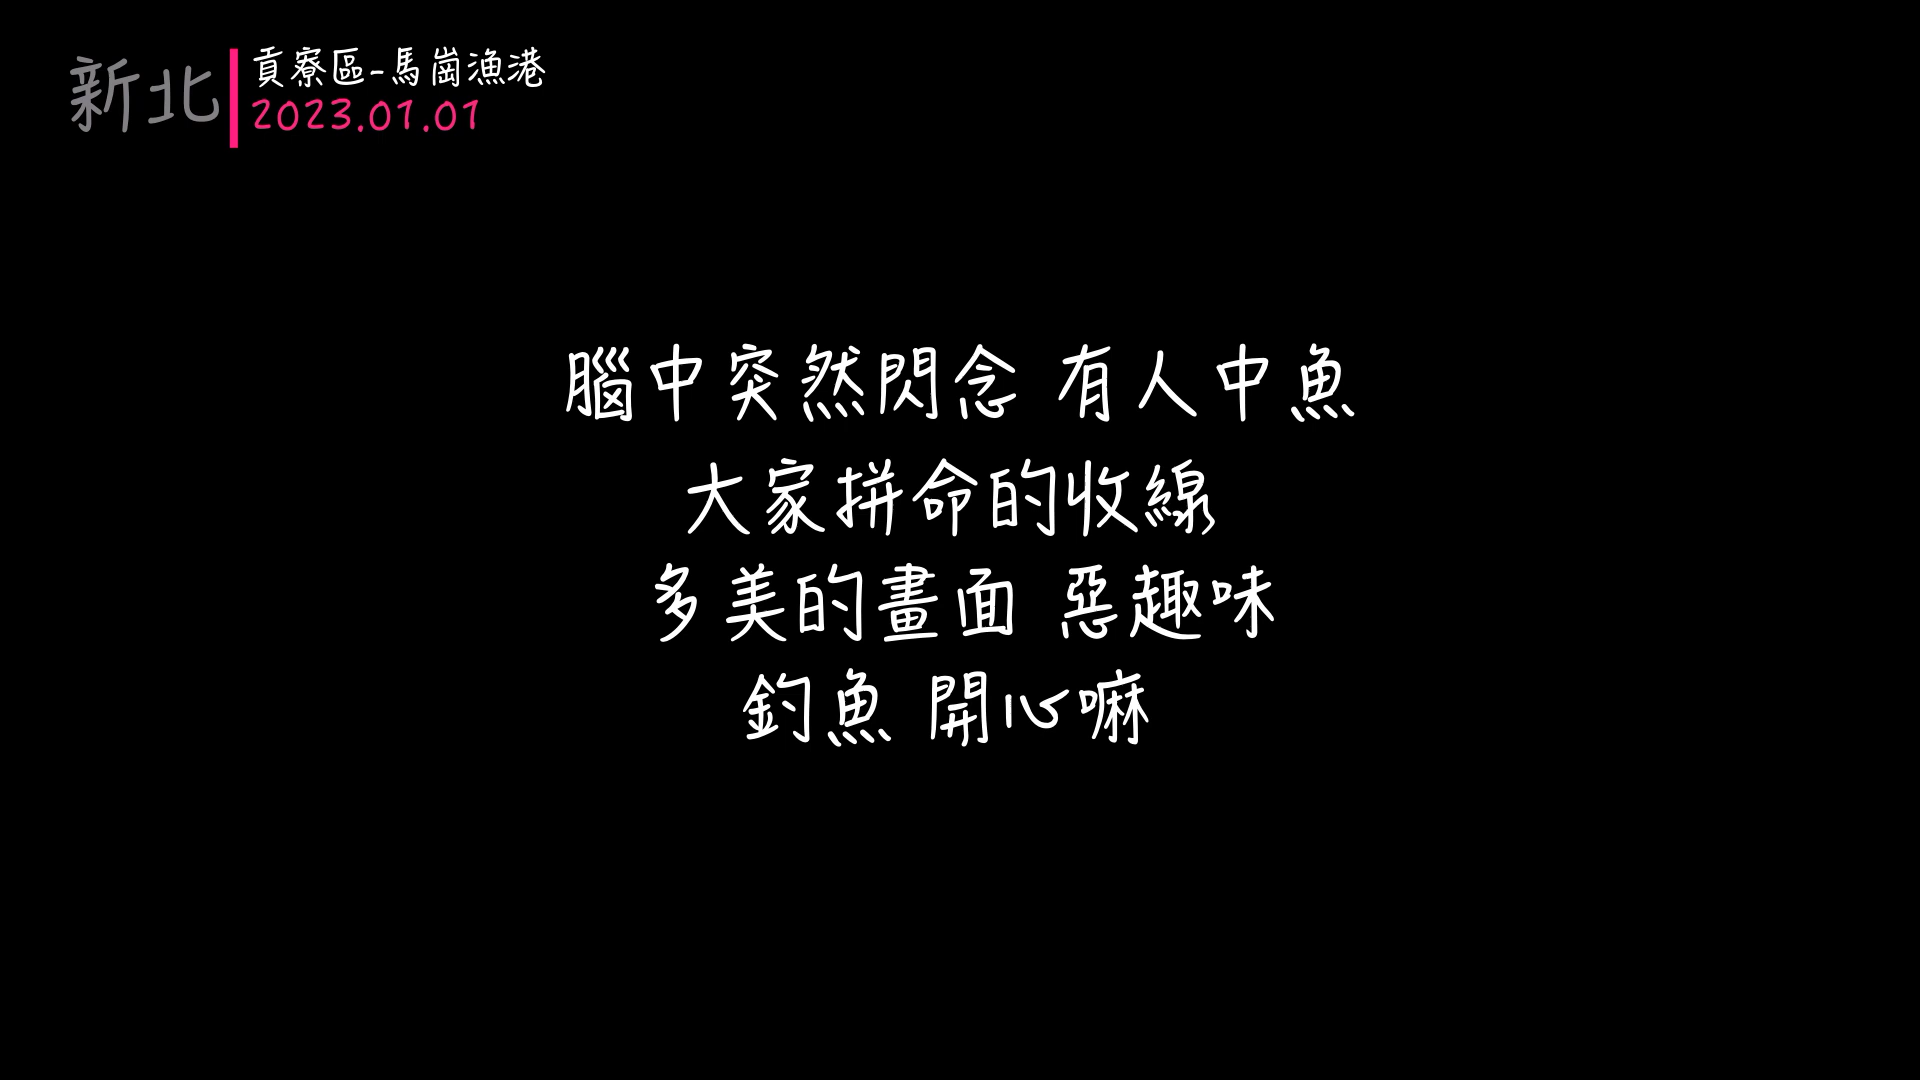 新北
貢寮區-馬崗漁港
2023.01.01
腦中突然閃念 有人中魚
大家拼命的收線
多美的畫面 惡趣味
釣魚 開心嘛